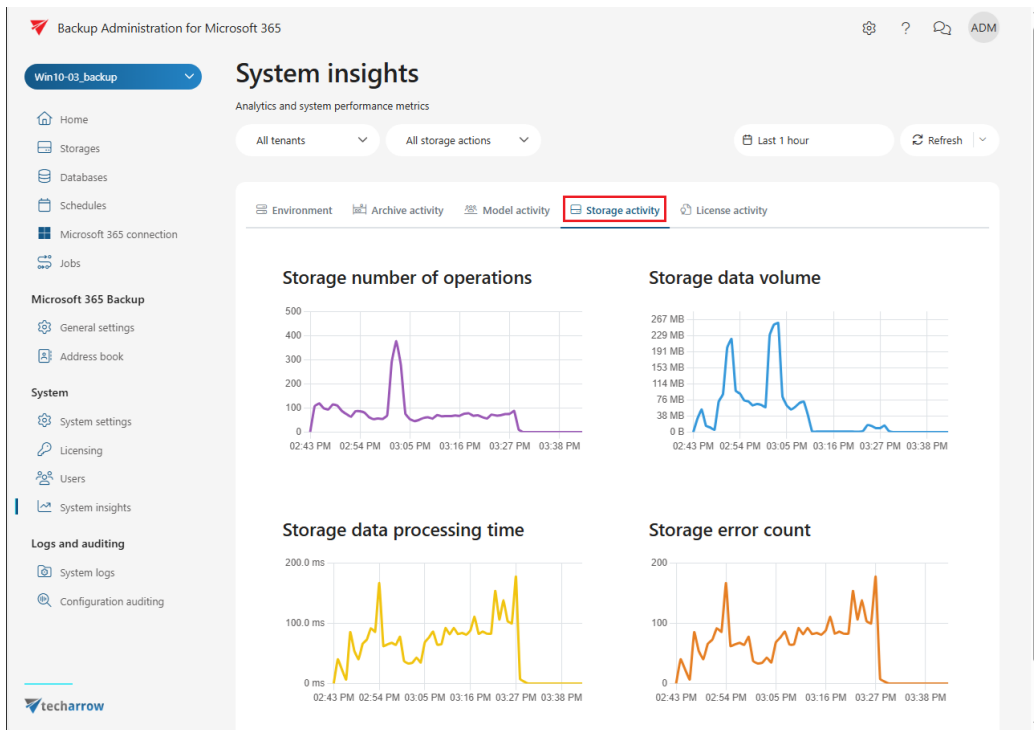 Backup Administration for Microsoft 365
ADM
Win10-03_backup
Home
Storages
Databases
Schedules
Microsoft 365 connection
Jobs
Microsoft 365 Backup
General settings
Address book
System
System settings
Licensing
Users
System insights
Logs and auditing
System logs
Configuration auditing
techarrow
System insights
Analytics and system performance metrics
All tenants All storage actions Last 1 hour Refresh
Environment Archive activity Model activity Storage activity License activity
Storage number of operations
500
400
300
200
100
0
02:43 PM 02:54 PM 03:05 PM 03:16 PM 03:27 PM 03:38 PM
Storage data volume
267 MB
229 MB
191 MB
153 MB
114 MB
76 MB
38 MB
0 B
02:43 PM 02:54 PM 03:05 PM 03:16 PM 03:27 PM 03:38 PM
Storage data processing time
200.0 ms
100.0 ms
0 ms
02:43 PM 02:54 PM 03:05 PM 03:16 PM 03:27 PM 03:38 PM
Storage error count
200
100
0
02:43 PM 02:54 PM 03:05 PM 03:16 PM 03:27 PM 03:38 PM